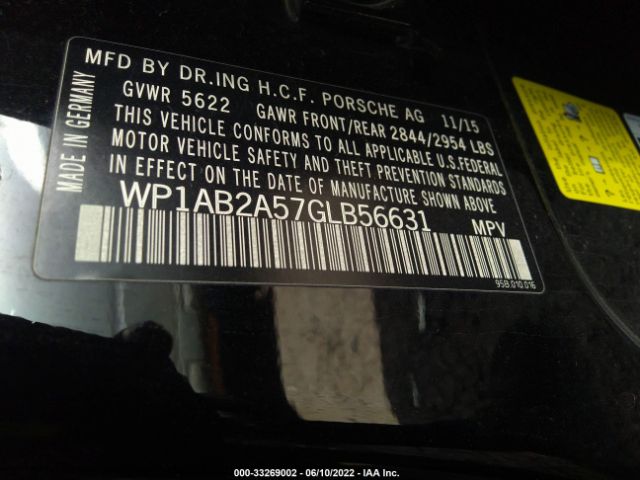 MFD BY DR.ING H.C.F. PORSCHE AG 11/15
GVWR 5622 GAWR FRONT/REAR 2844/2954 LBS
THIS VEHICLE CONFORMS TO ALL APPLICABLE U.S.FEDERAL
MOTOR VEHICLE SAFETY AND THEFT PREVENTION STANDARDS
IN EFFECT ON THE DATE OF MANUFACTURE SHOWN ABOVE
WP1AB2A57GLB56631 MPV
MADE IN GERMANY
95B.010.016
000-33269002 - 06/10/2022 - IAA Inc.